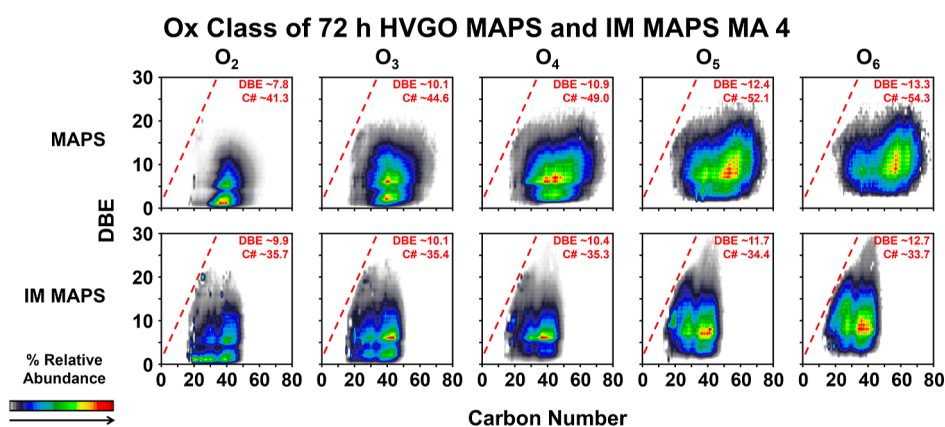 Ox Class of 72 h HVGO MAPS and IM MAPS MA 4
O2 O3 O4 O5 O6
MAPS
DBE
30
20
10
0
DBE ~7.8
C# ~41.3
DBE ~10.1
C# ~44.6
DBE ~10.9
C# ~49.0
DBE ~12.4
C# ~52.1
DBE ~13.3
C# ~54.3
IM MAPS
30
20
10
0
DBE ~9.9
C# ~35.7
DBE ~10.1
C# ~35.4
DBE ~10.4
C# ~35.3
DBE ~11.7
C# ~34.4
DBE ~12.7
C# ~33.7
0 20 40 60 80
0 20 40 60 80
0 20 40 60 80
0 20 40 60 80
0 20 40 60 80
% Relative
Abundance
Carbon Number